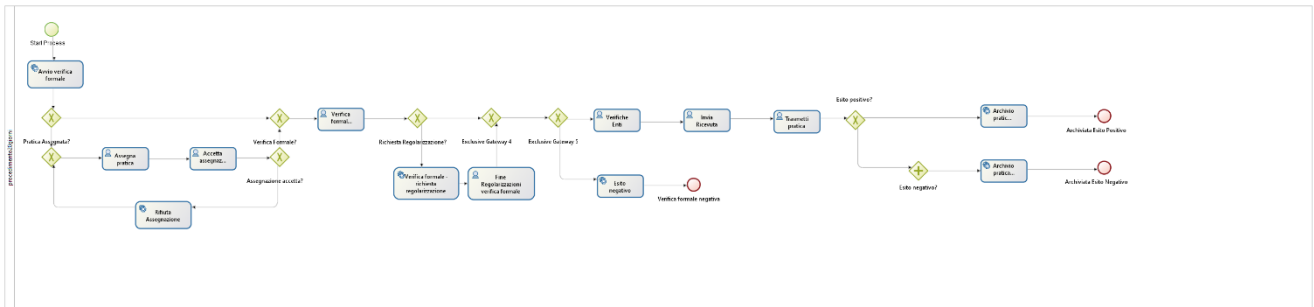 Start Process
Avvio verifica
formale
Pratica Assegnata?
Assegna
pratica
Accetta
assegnaz...
Rifiuta
Assegnazione
Verifica Formale?
Assegnazione accetta?
Verifica
formal...
Richiesta Regolarizzazione?
Verifica formale -
richiesta
regolarizzazione
Exclusive Gateway 4
Fine
Regolarizzazioni
verifica formale
Exclusive Gateway 5
Verifiche
Enti
Esito
negativo
Verifica formale negativa
Invio
Ricevuta
Trasmetti
pratica
Esito positivo?
Archivio
pratic...
Archiviata Esito Positivo
Esito negativo?
Archivio
pratica...
Archiviata Esito Negativo